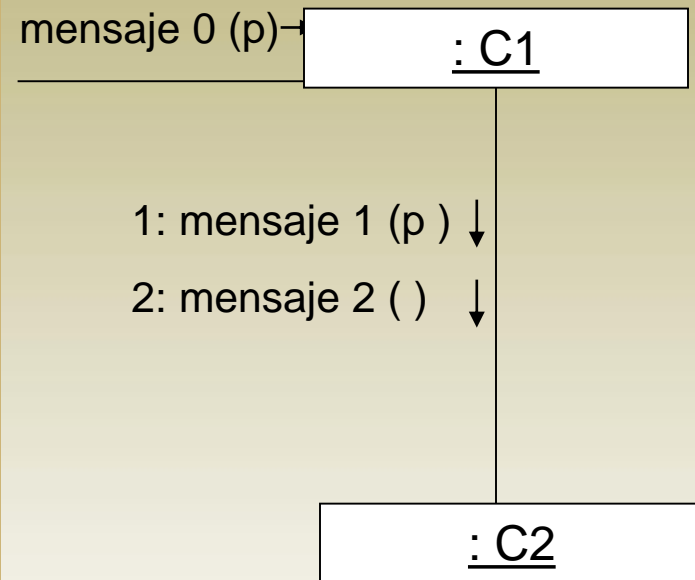 mensaje 0 (p)
: C1
1: mensaje 1 (p )
2: mensaje 2 ( )
: C2